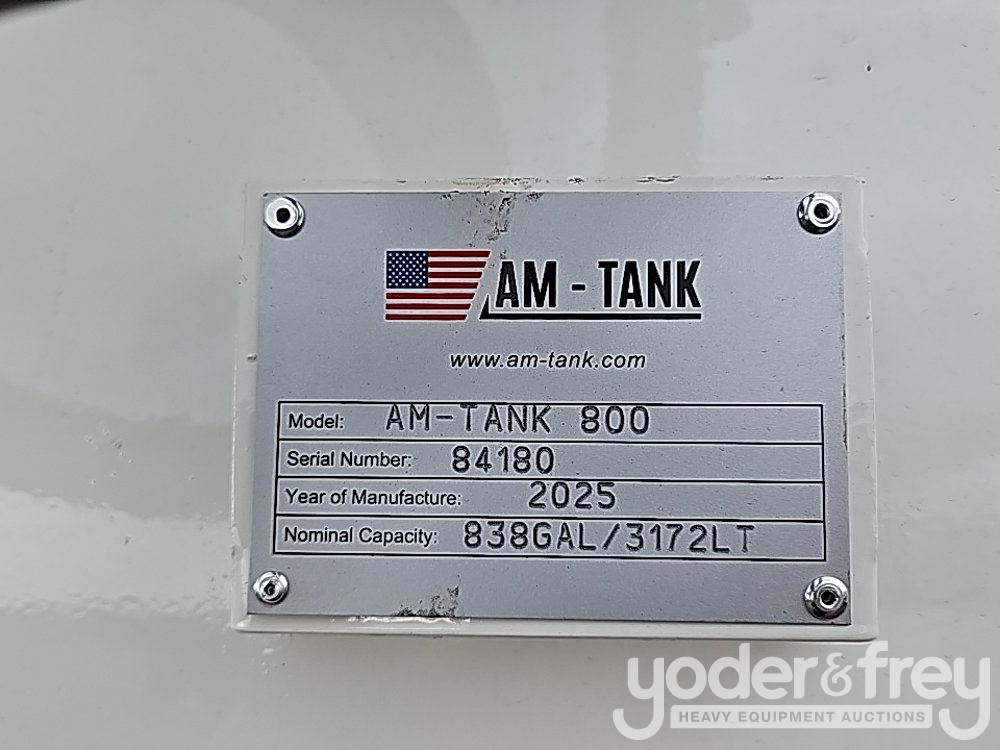 AM - TANK
www.am-tank.com
Model: AM-TANK 800
Serial Number: 84180
Year of Manufacture: 2025
Nominal Capacity: 838GAL/3172LT
yoder&frey
HEAVY EQUIPMENT AUCTIONS